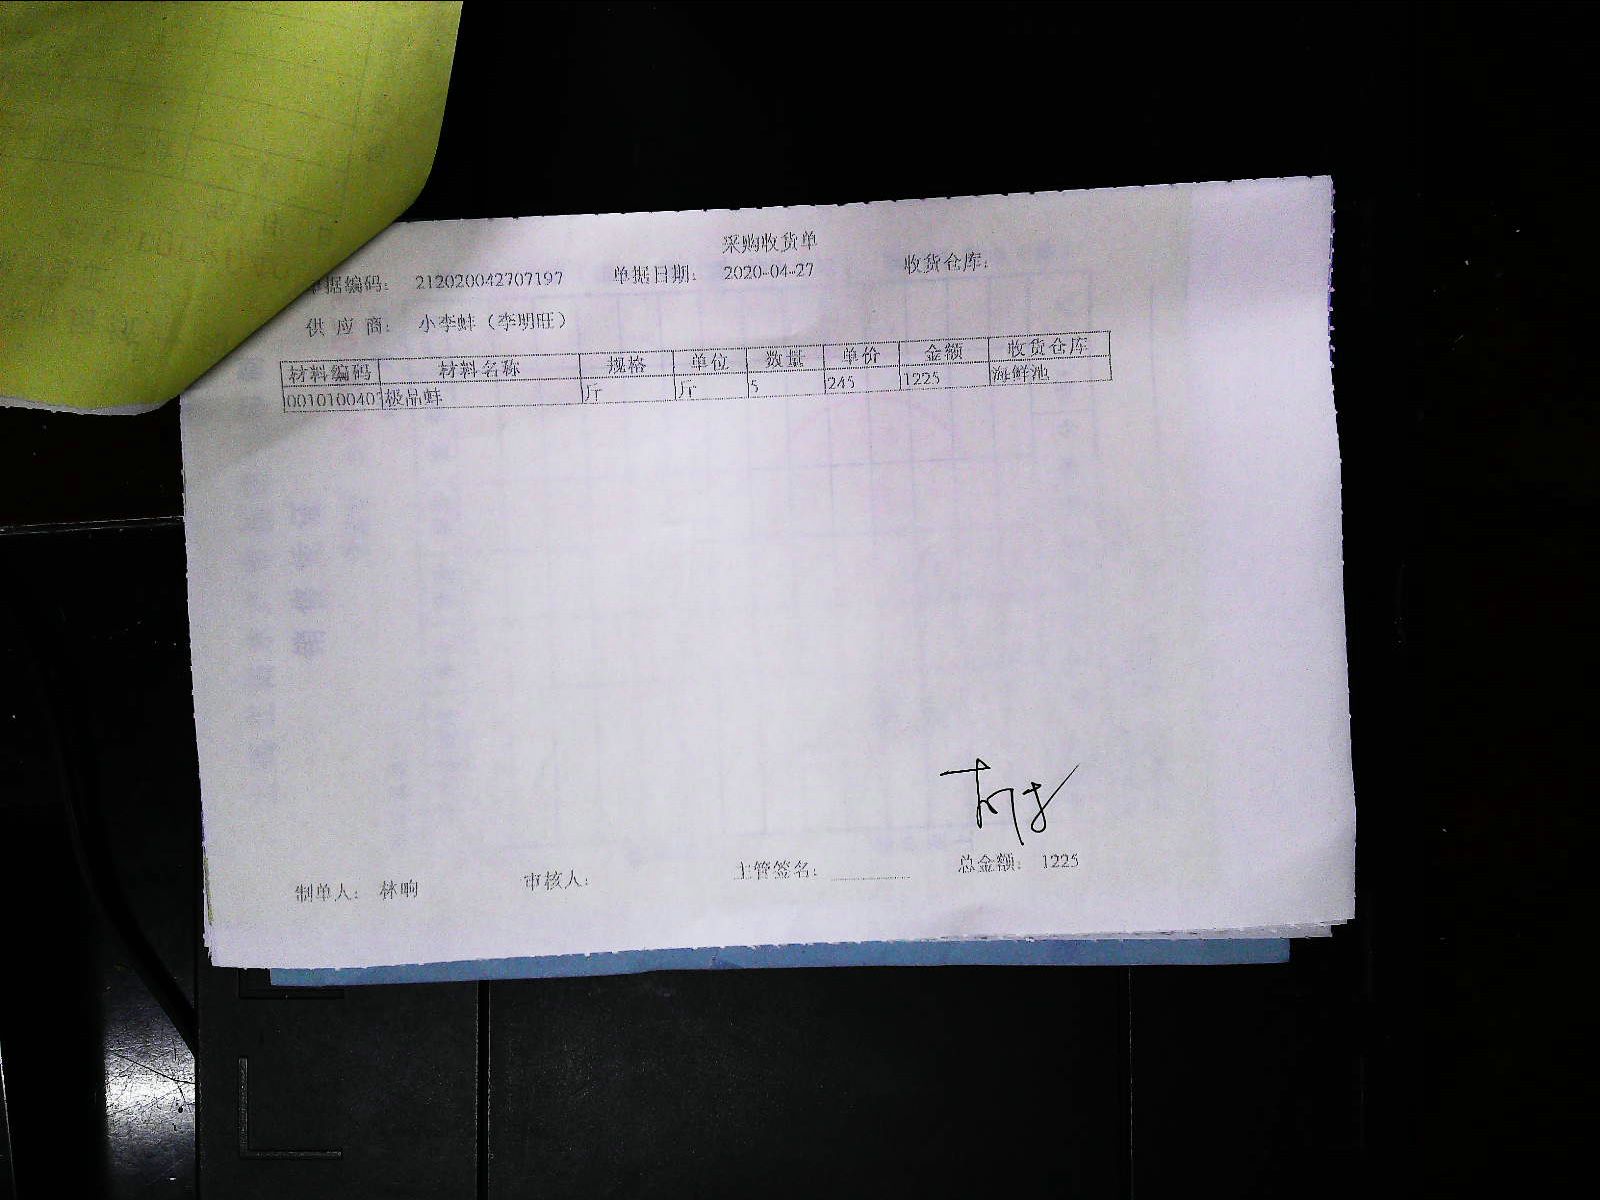 采购收货单
据编码: 212020042707197 单据日期: 2020-04-27 收货仓库:
供 应 商: 小李蚌（李明旺）
材料编码 材料名称 规格 单位 数量 单价 金额 收货仓库
001010040 极品蚌 斤 斤 5 245 1225 海鲜池
制单人: 林响 审核人: 主管签名: 总金额: 1225